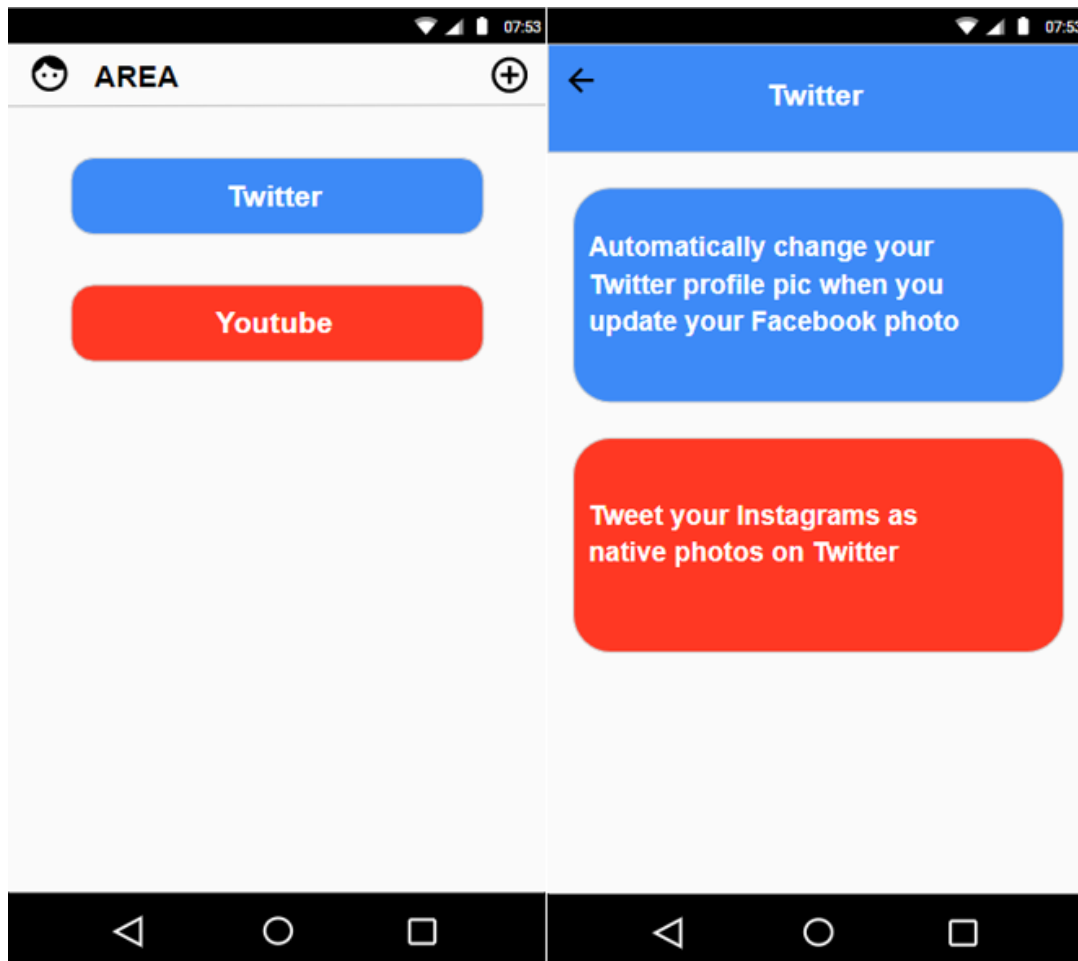 07:53
AREA
Twitter
Youtube
07:53
Twitter
Automatically change your
Twitter profile pic when you
update your Facebook photo
Tweet your Instagrams as
native photos on Twitter